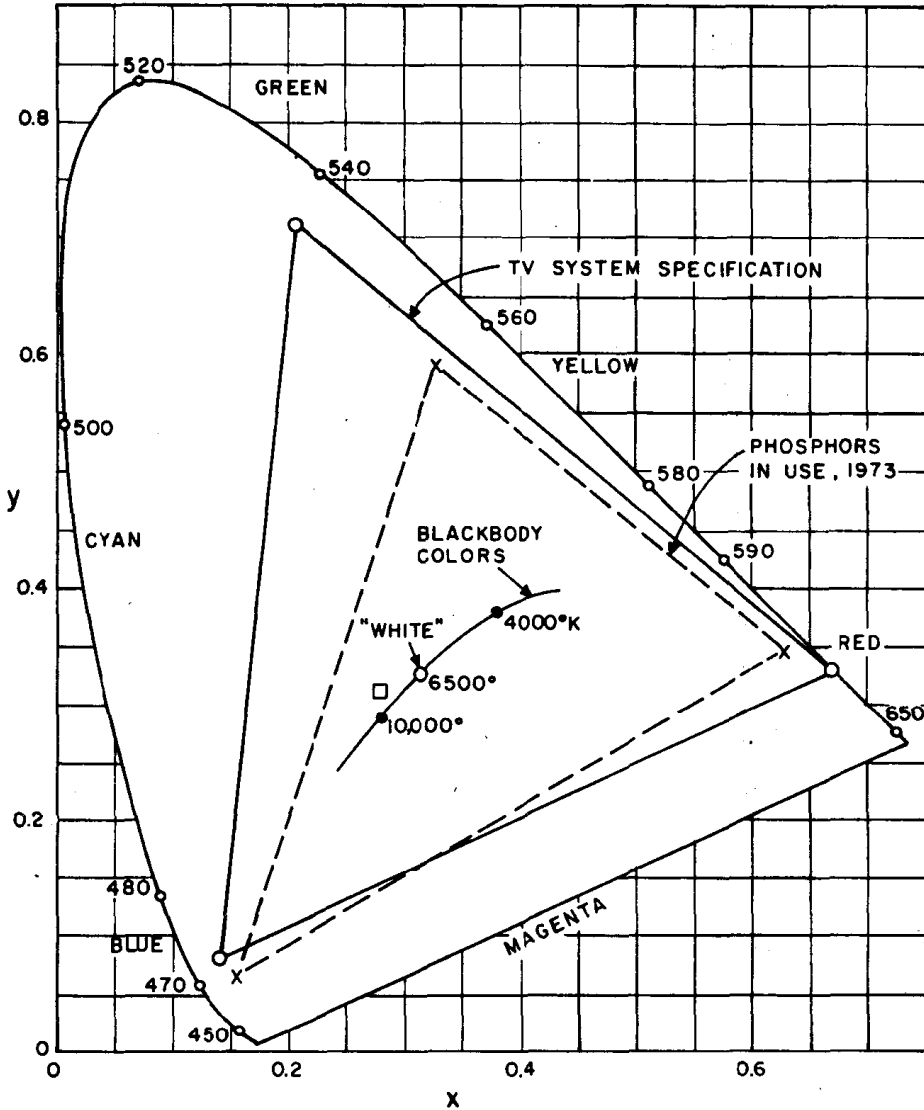 520
GREEN
0.8
540
TV SYSTEM SPECIFICATION
560
0.6
YELLOW
500
PHOSPHORS
IN USE, 1973
580
y
CYAN
BLACKBODY
COLORS
590
0.4
4000°K
"WHITE"
RED
6500°
10,000°
650
0.2
480
MAGENTA
BLUE
470
450
0
0
0.2
0.4
0.6
x